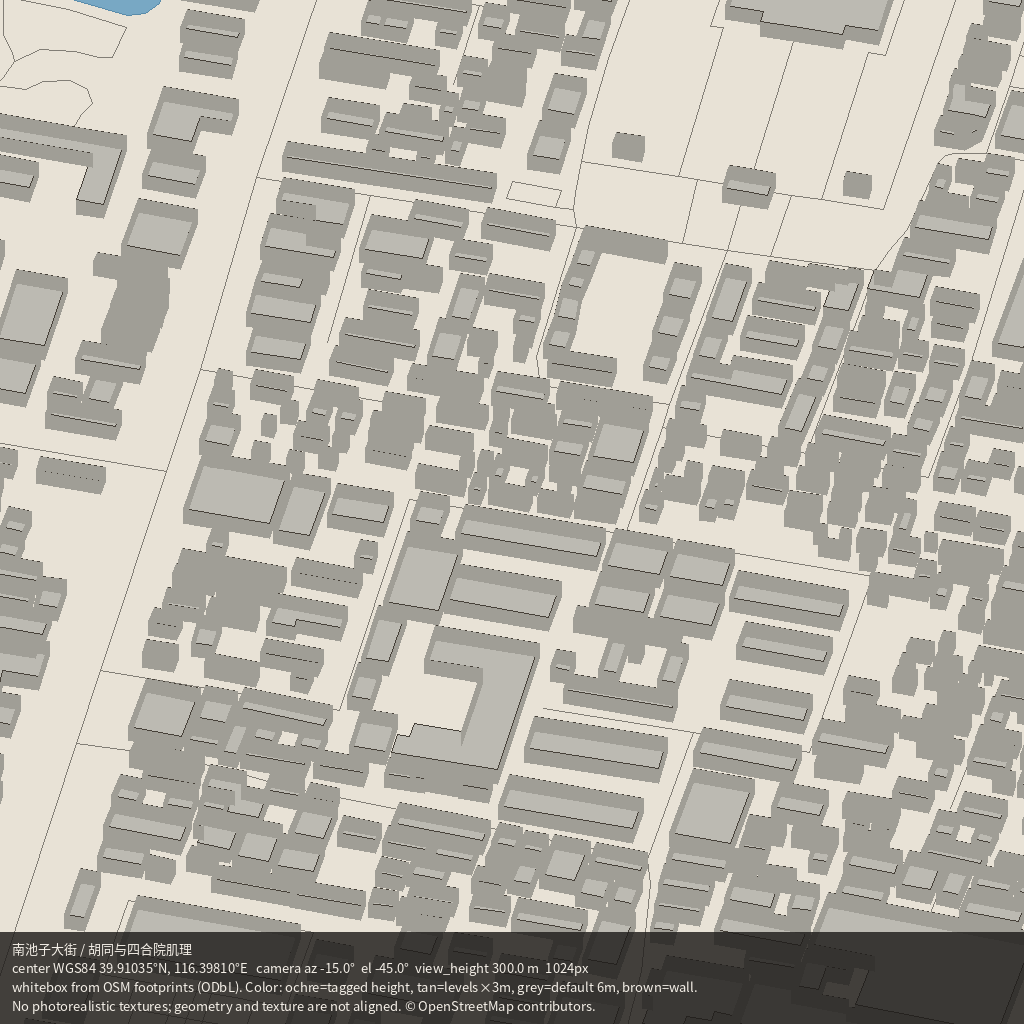 南池子大街 / 胡同与四合院肌理
center WGS84 39.91035°N, 116.39810°E camera az -15.0° el -45.0° view_height 300.0 m 1024px
whitebox from OSM footprints (ODbL). Color: ochre=tagged height, tan=levels×3m, grey=default 6m, brown=wall.
No photorealistic textures; geometry and texture are not aligned. © OpenStreetMap contributors.